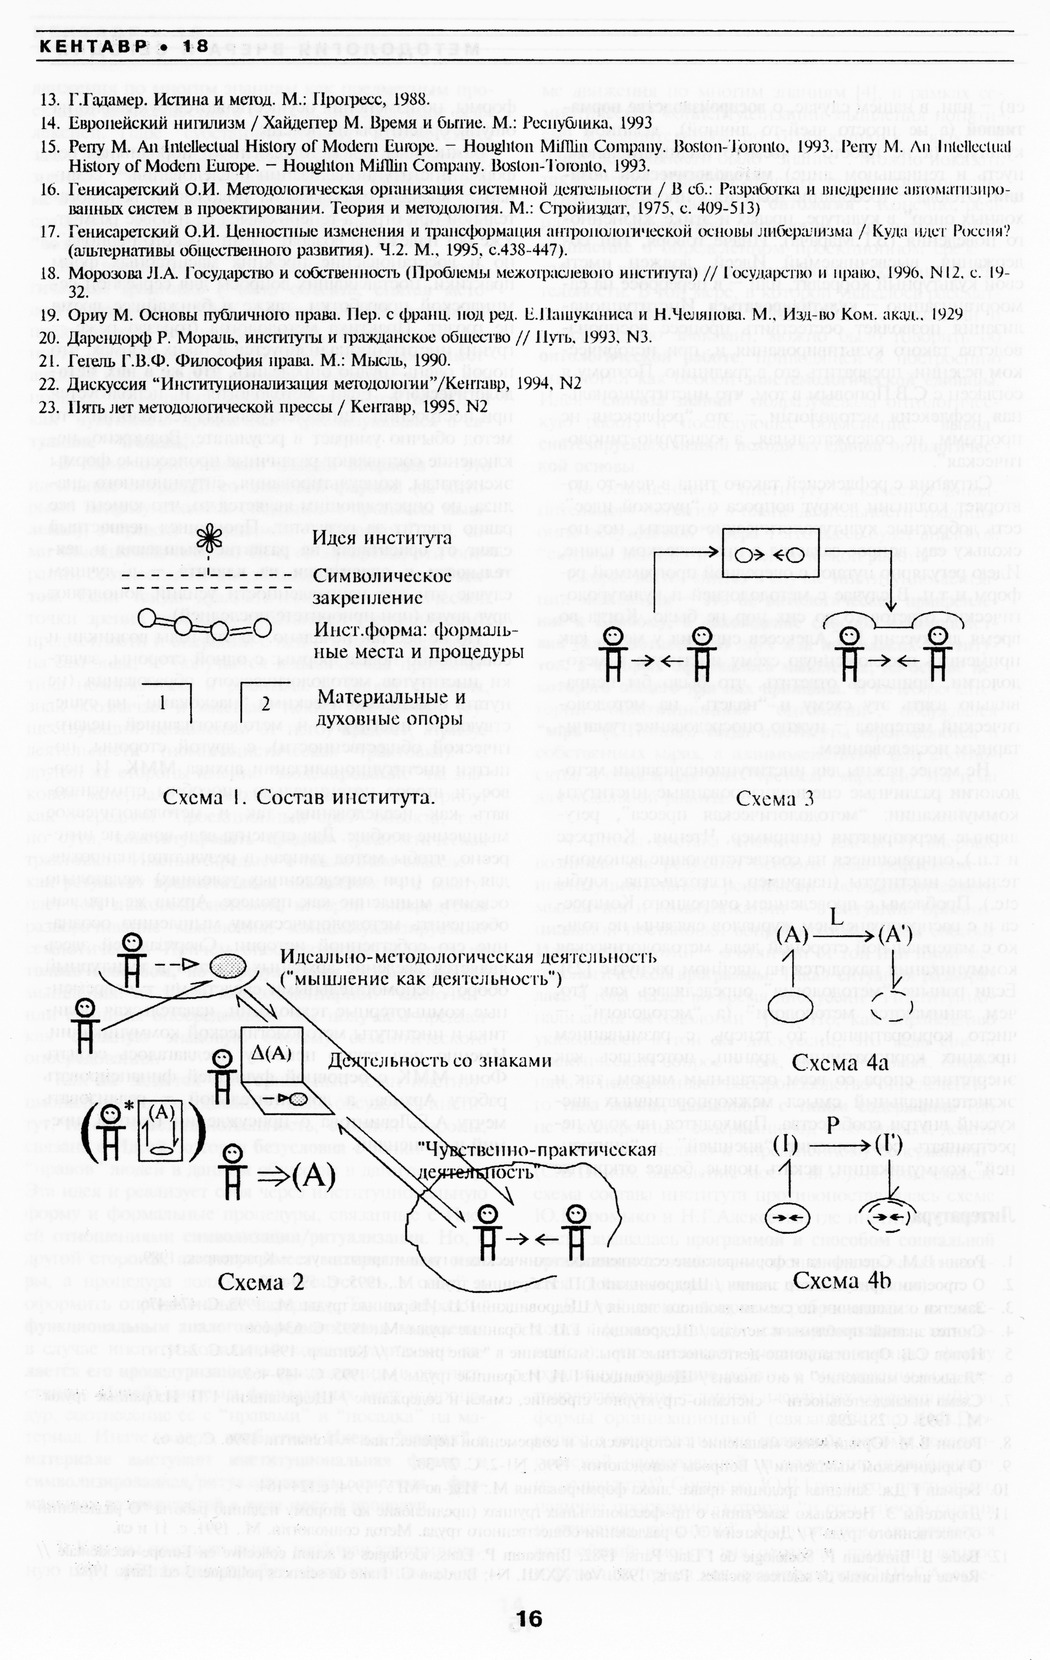 КЕНТАВР • 18
13. Г.Гадамер. Истина и метод. М.: Прогресс, 1988.
14. Европейский нигилизм / Хайдеггер М. Время и бытие. М.: Республика, 1993
15. Perry M. An Intellectual History of Modern Europe. – Houghton Mifflin Company. Boston-Toronto, 1993. Perry M. An Intellectual
History of Modern Europe. – Houghton Mifflin Company. Boston-Toronto, 1993.
16. Генисаретский О.И. Методологическая организация системной деятельности / В сб.: Разработка и внедрение автоматизиро-
ванных систем в проектировании. Теория и методология. М.: Стройиздат, 1975, с. 409-513)
17. Генисаретский О.И. Ценностные изменения и трансформация антропологической основы либерализма / Куда идет Россия?
(альтернативы общественного развития). Ч.2. М., 1995, с.438-447).
18. Морозова Л.А. Государство и собственность (Проблемы межотраслевого института) // Государство и право, 1996, N12, с. 19-
32.
19. Ориу М. Основы публичного права. Пер. с франц. под ред. Е.Пашуканиса и Н.Челяпова. М., Изд-во Ком. акад., 1929
20. Дарендорф Р. Мораль, институты и гражданское общество // Путь, 1993, N3.
21. Гегель Г.В.Ф. Философия права. М.: Мысль, 1990.
22. Дискуссия “Институционализация методологии”/Кентавр, 1994, N2
23. Пять лет методологической прессы / Кентавр, 1995, N2
Идея института
Символическое
закрепление
Инст.форма: формаль-
ные места и процедуры
1 2
Материальные и
духовные опоры
Схема 1. Состав института.
Схема 3
Идеально-методологическая деятельность
("мышление как деятельность")
Δ(А)
Деятельность со знаками
* (А)
"Чувственно-практическая
деятельность"
(А)
Схема 2
L
(А) (А')
Схема 4а
P
(I) (I')
Схема 4b
16